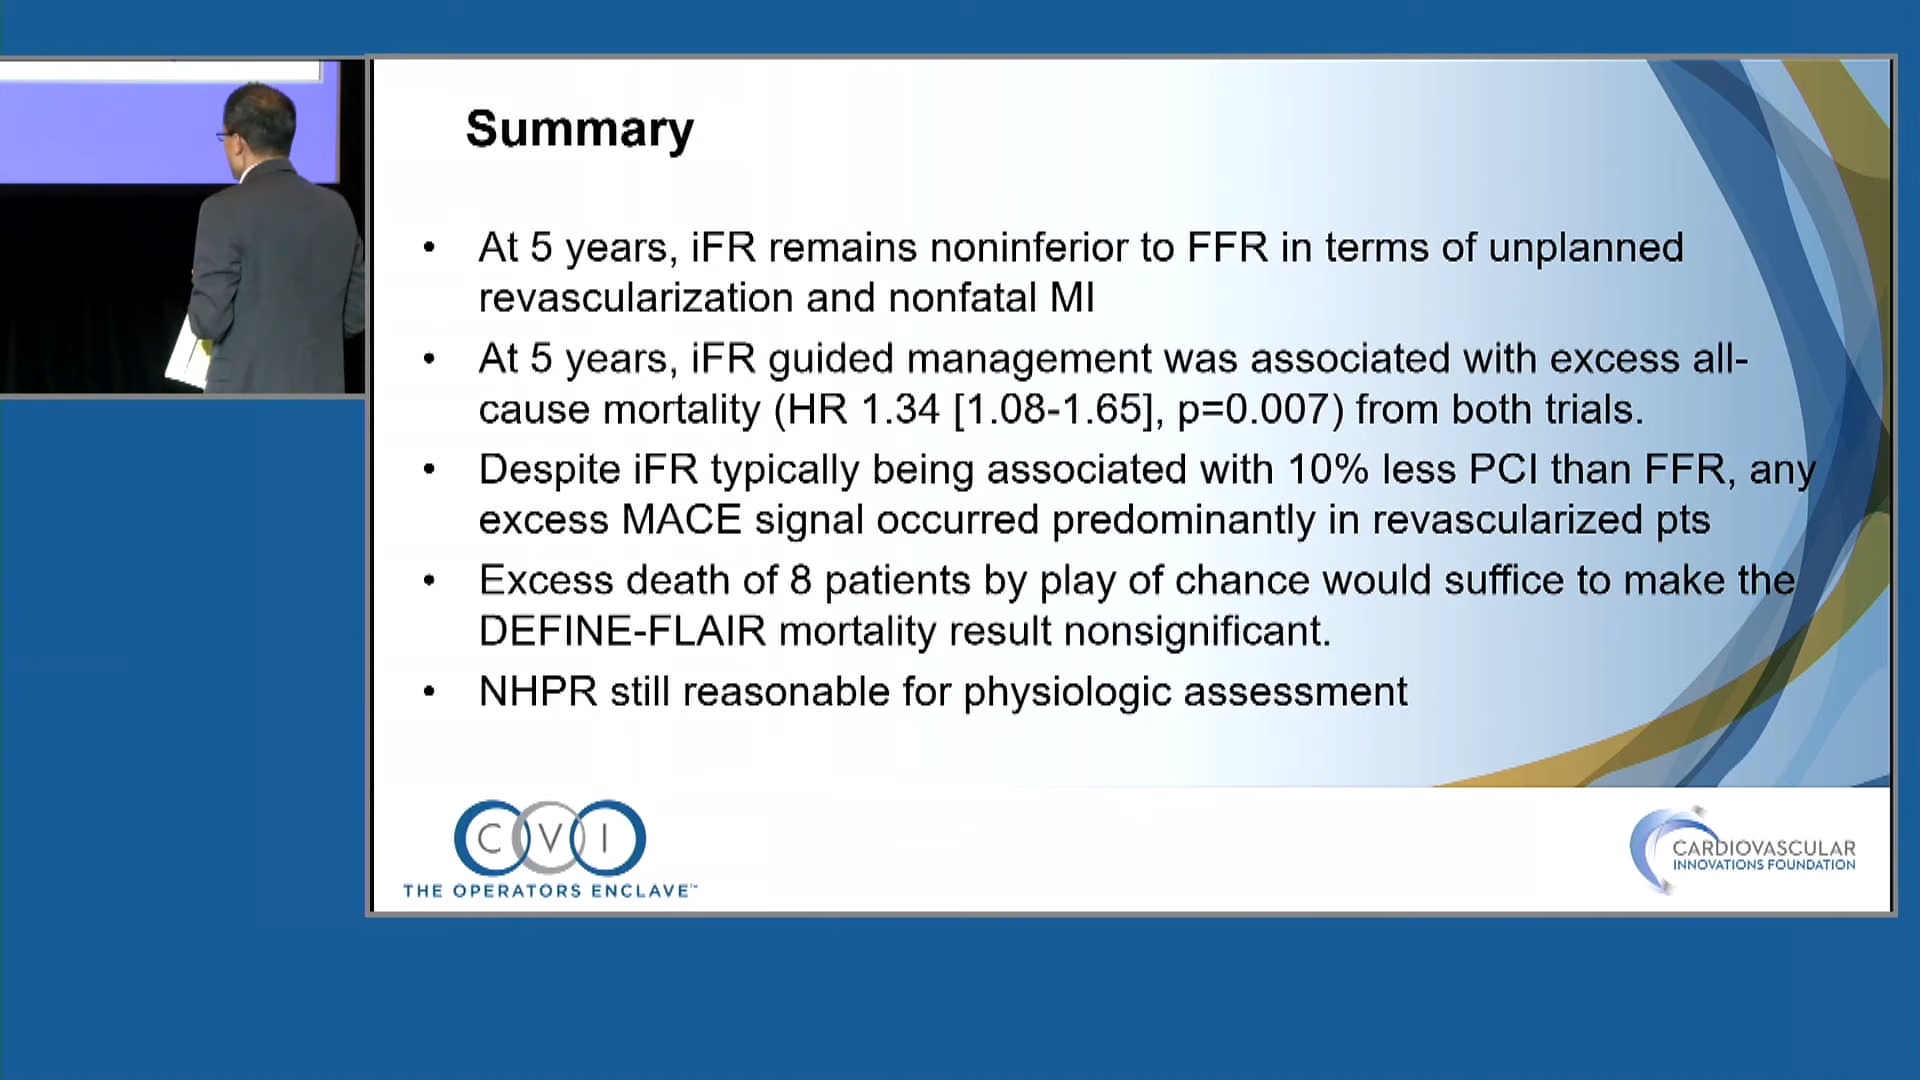 Summary
• At 5 years, iFR remains noninferior to FFR in terms of unplanned
revascularization and nonfatal MI
• At 5 years, iFR guided management was associated with excess all-
cause mortality (HR 1.34 [1.08-1.65], p=0.007) from both trials.
• Despite iFR typically being associated with 10% less PCI than FFR, any
excess MACE signal occurred predominantly in revascularized pts
• Excess death of 8 patients by play of chance would suffice to make the
DEFINE-FLAIR mortality result nonsignificant.
• NHPR still reasonable for physiologic assessment
CVI
THE OPERATORS ENCLAVE™
CARDIOVASCULAR
INNOVATIONS FOUNDATION